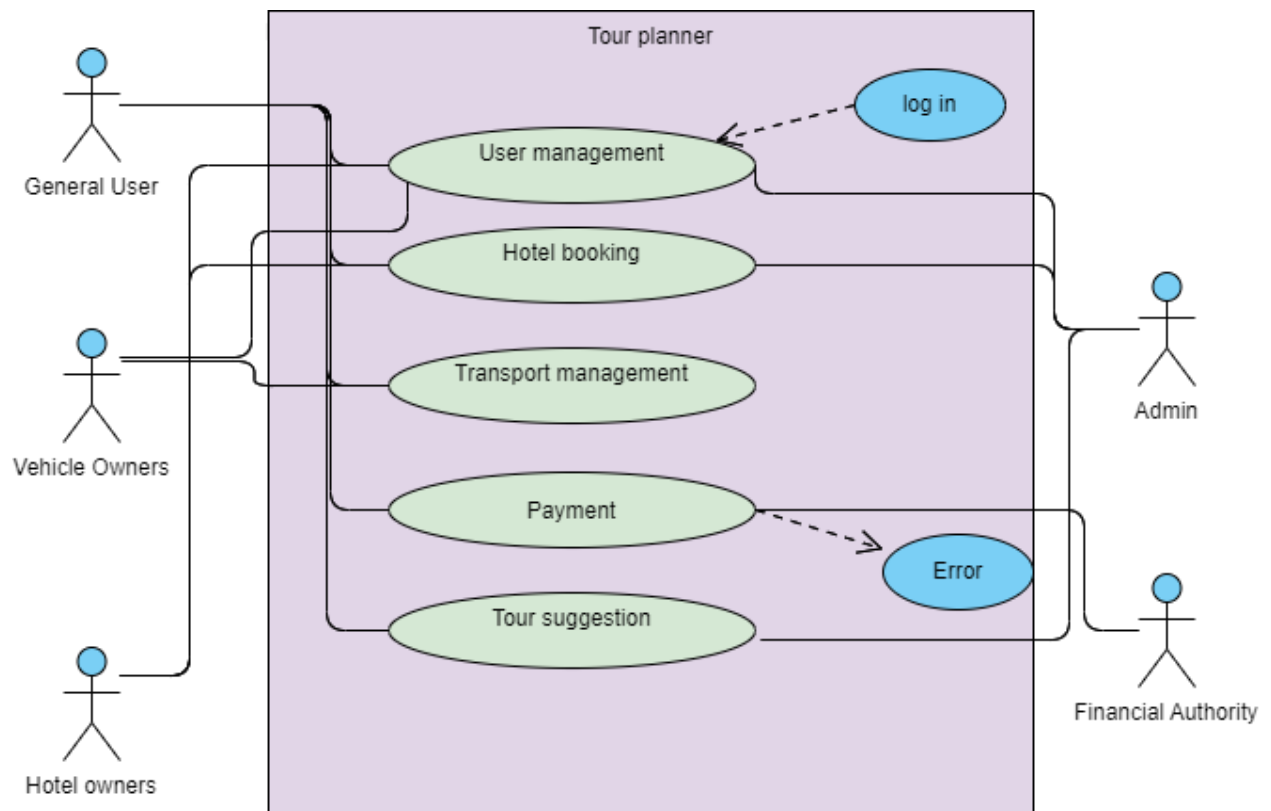 Tour planner
log in
User management
General User
Hotel booking
Transport management
Admin
Vehicle Owners
Payment
Error
Tour suggestion
Financial Authority
Hotel owners